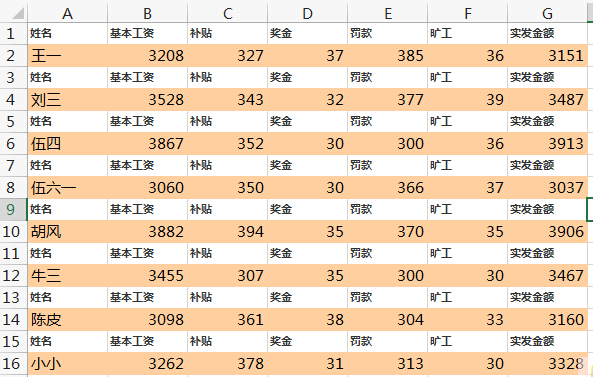 A B C D E F G
1 姓名 基本工资 补贴 奖金 罚款 旷工 实发金额
2 王一 3208 327 37 385 36 3151
3 姓名 基本工资 补贴 奖金 罚款 旷工 实发金额
4 刘三 3528 343 32 377 39 3487
5 姓名 基本工资 补贴 奖金 罚款 旷工 实发金额
6 伍四 3867 352 30 300 36 3913
7 姓名 基本工资 补贴 奖金 罚款 旷工 实发金额
8 伍六一 3060 350 30 366 37 3037
9 姓名 基本工资 补贴 奖金 罚款 旷工 实发金额
10 胡风 3882 394 35 370 35 3906
11 姓名 基本工资 补贴 奖金 罚款 旷工 实发金额
12 牛三 3455 307 35 300 30 3467
13 姓名 基本工资 补贴 奖金 罚款 旷工 实发金额
14 陈皮 3098 361 38 304 33 3160
15 姓名 基本工资 补贴 奖金 罚款 旷工 实发金额
16 小小 3262 378 31 313 30 3328